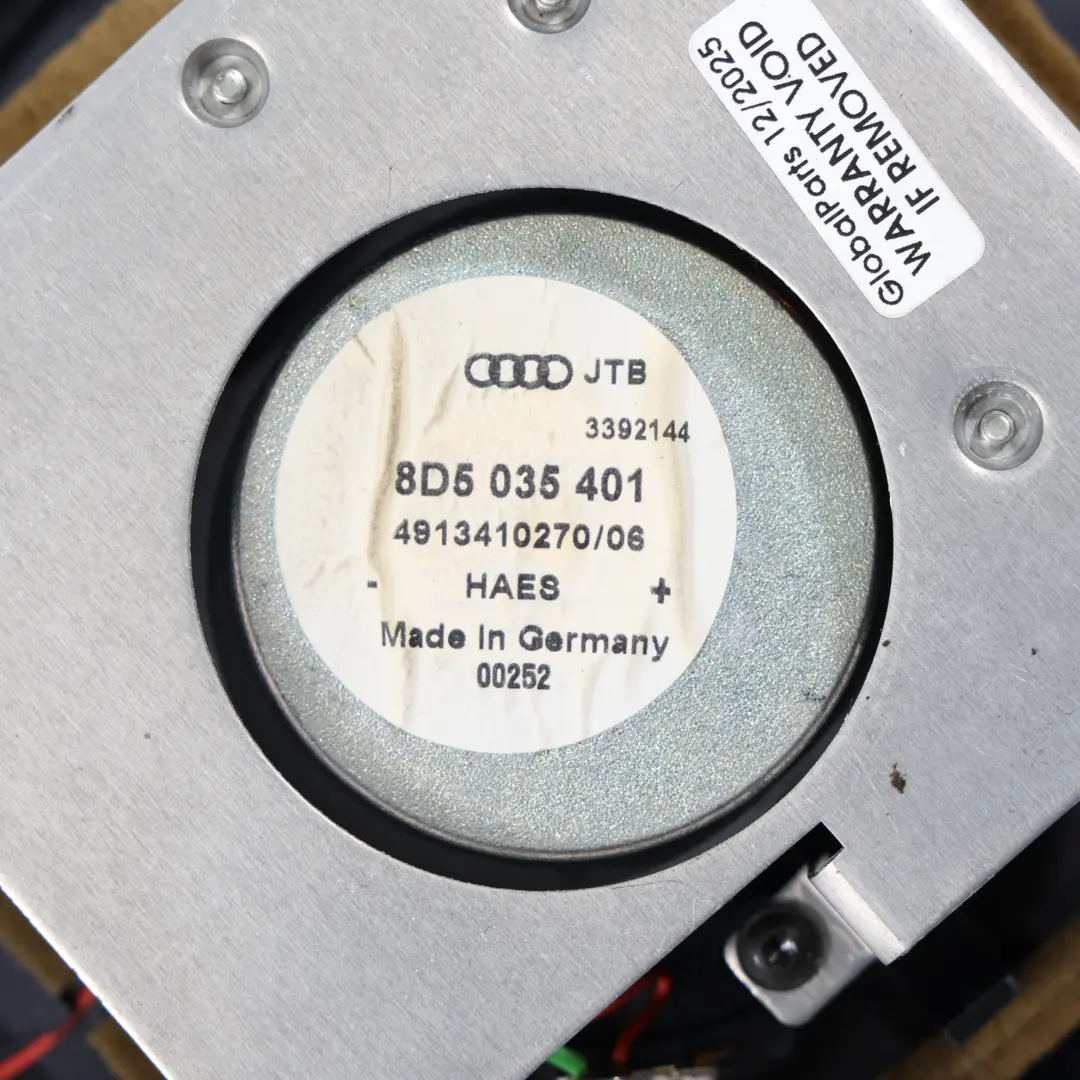 GlobalParts 12/2025
WARRANTY VOID
IF REMOVED
JTB
3392144
8D5 035 401
4913410270/06
- HAES +
Made In Germany
00252